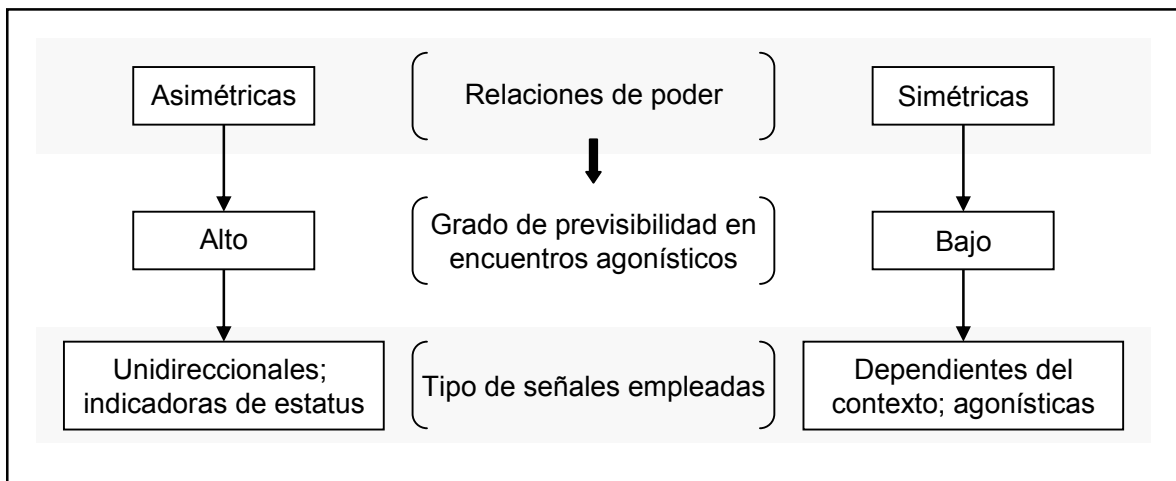 Asimétricas
Relaciones de poder
Simétricas
Alto
Grado de previsibilidad en
encuentros agonísticos
Bajo
Unidireccionales;
indicadoras de estatus
Tipo de señales empleadas
Dependientes del
contexto; agonísticas